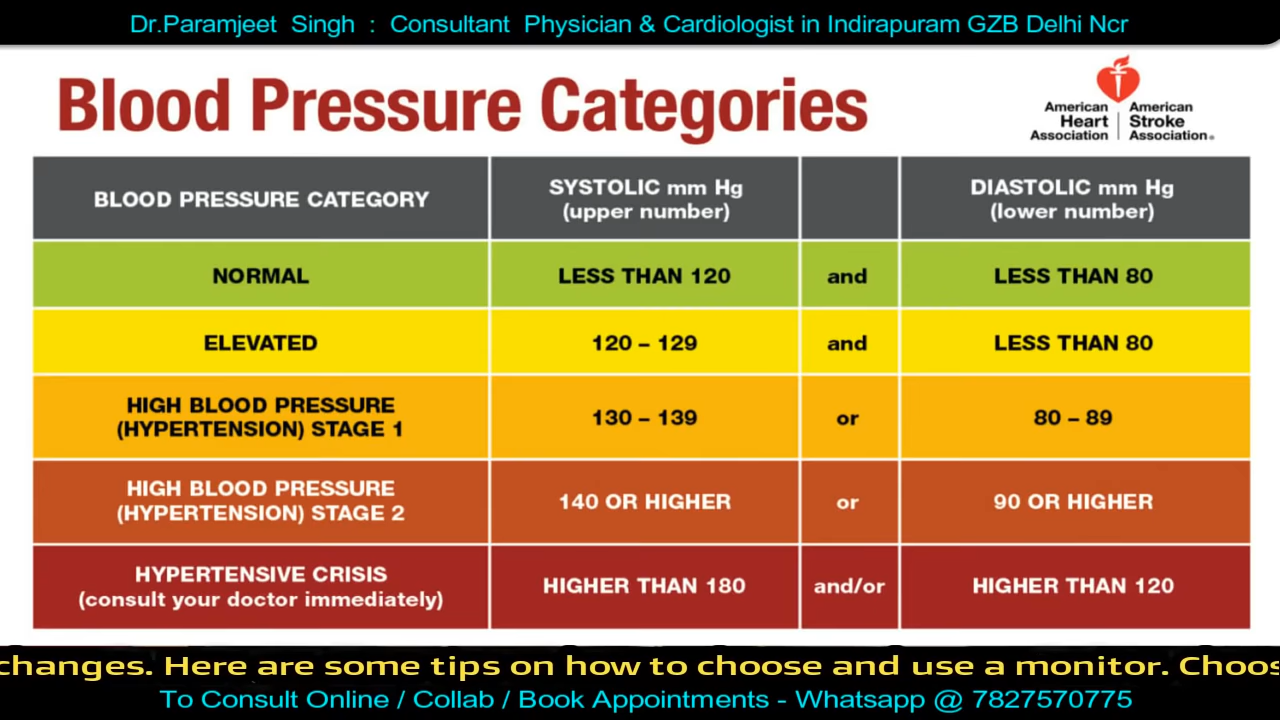 Dr.Paramjeet Singh : Consultant Physician & Cardiologist in Indirapuram GZB Delhi Ncr
Blood Pressure Categories
American Heart Association | American Stroke Association®
BLOOD PRESSURE CATEGORY
SYSTOLIC mm Hg
(upper number)
DIASTOLIC mm Hg
(lower number)
NORMAL LESS THAN 120 and LESS THAN 80
ELEVATED 120 – 129 and LESS THAN 80
HIGH BLOOD PRESSURE
(HYPERTENSION) STAGE 1
130 – 139 or 80 – 89
HIGH BLOOD PRESSURE
(HYPERTENSION) STAGE 2
140 OR HIGHER or 90 OR HIGHER
HYPERTENSIVE CRISIS
(consult your doctor immediately)
HIGHER THAN 180 and/or HIGHER THAN 120
changes. Here are some tips on how to choose and use a monitor. Choos
To Consult Online / Collab / Book Appointments - Whatsapp @ 7827570775